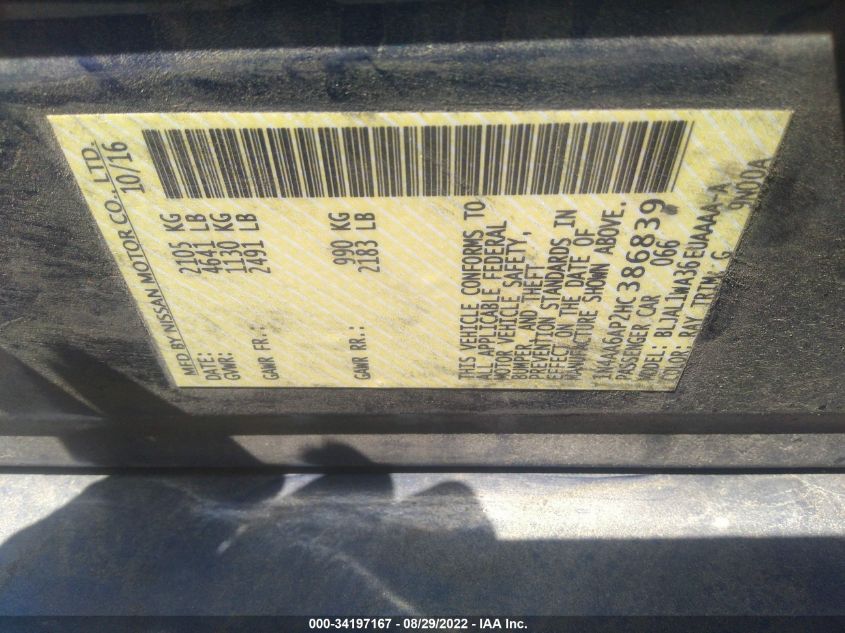 MFD BY NISSAN MOTOR CO., LTD.
DATE: 10/16
GVWR: 2105 KG
4641 LB
GAWR FR.: 1130 KG
2491 LB
GAWR RR.: 990 KG
2183 LB
THIS VEHICLE CONFORMS TO
ALL APPLICABLE FEDERAL
MOTOR VEHICLE SAFETY,
BUMPER, AND THEFT
PREVENTION STANDARDS IN
EFFECT ON THE DATE OF
MANUFACTURE SHOWN ABOVE.
1N4AA6AP2HC386839
PASSENGER CAR 066
MODEL: BL1AL1WA36EUAAAA-A
COLOR: RAY TRIM: G 9NODA
000-34197167 - 08/29/2022 - IAA Inc.